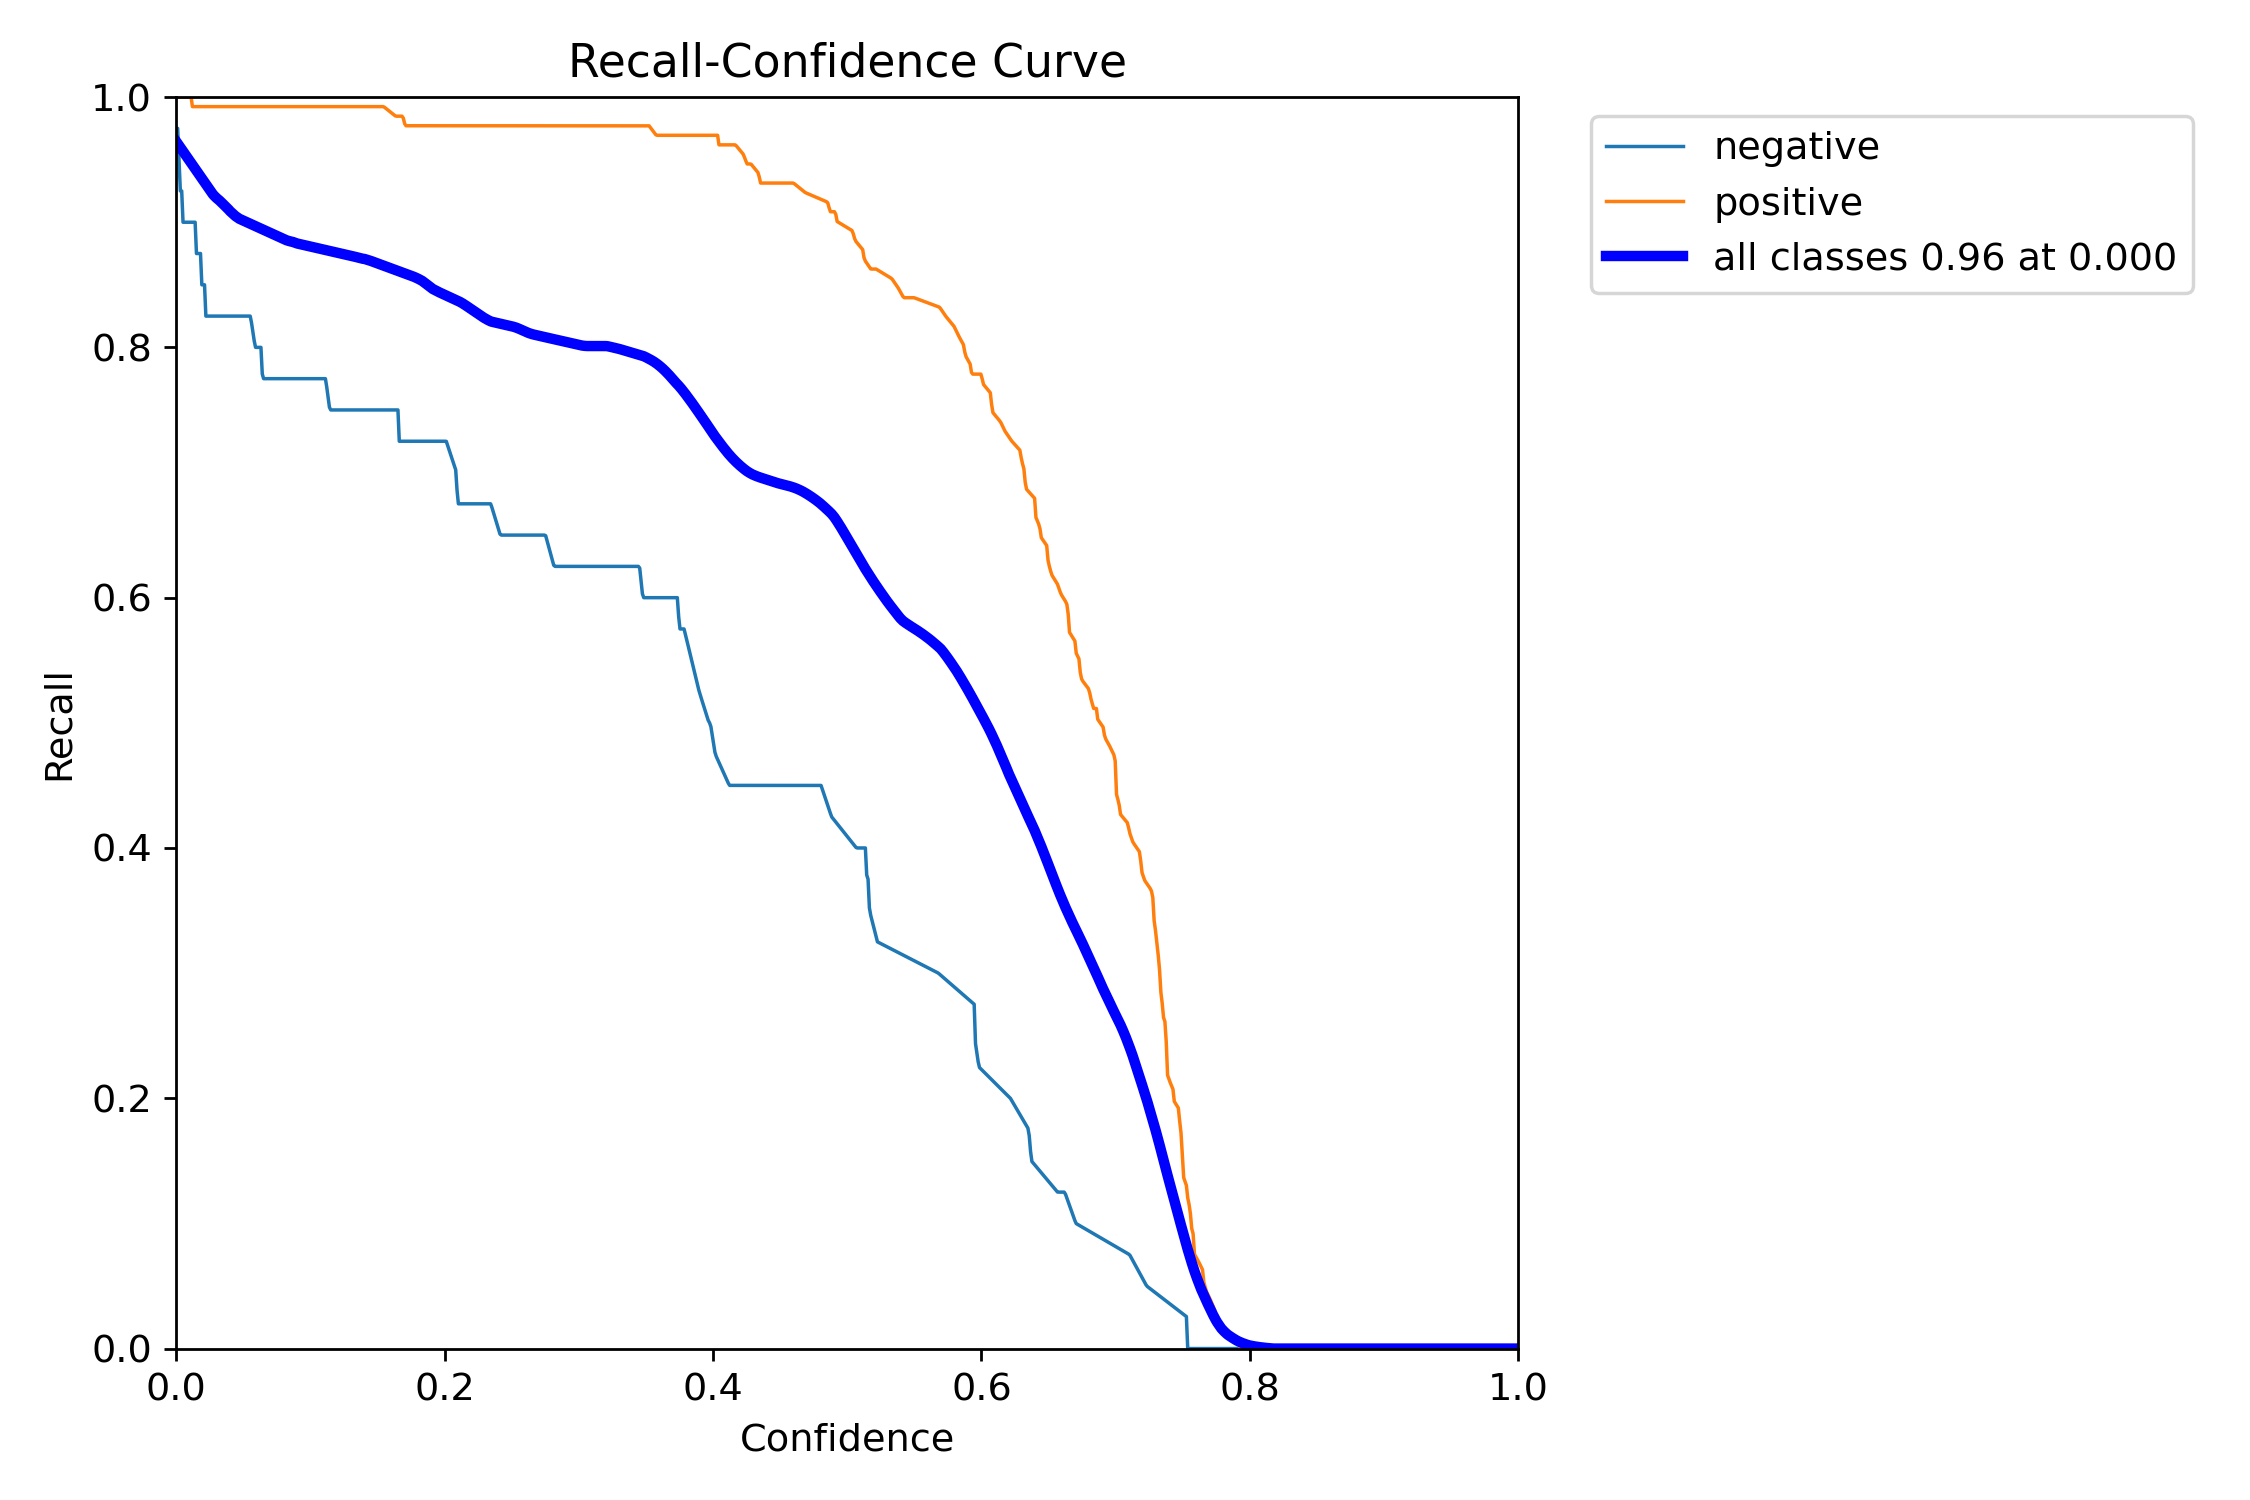 Recall-Confidence Curve
negative
positive
all classes 0.96 at 0.000
1.0
0.8
0.6
0.4
0.2
0.0
Recall
0.0 0.2 0.4 0.6 0.8 1.0
Confidence